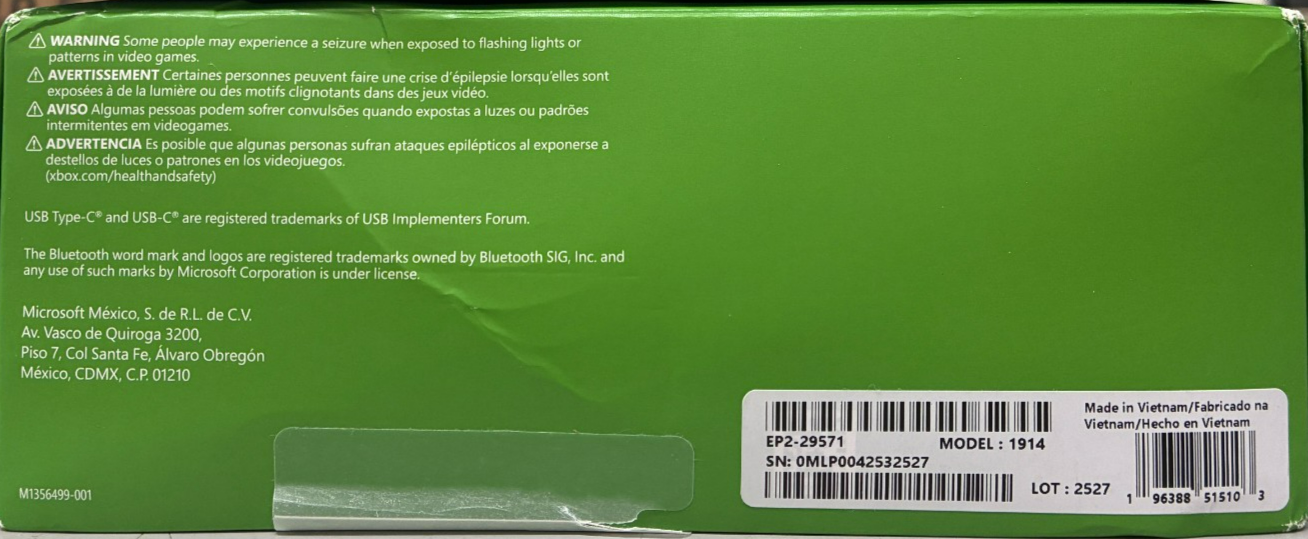 ⚠ WARNING Some people may experience a seizure when exposed to flashing lights or
patterns in video games.
⚠ AVERTISSEMENT Certaines personnes peuvent faire une crise d'épilepsie lorsqu'elles sont
exposées à de la lumière ou des motifs clignotants dans des jeux vidéo.
⚠ AVISO Algumas pessoas podem sofrer convulsões quando expostas a luzes ou padrões
intermitentes em videogames.
⚠ ADVERTENCIA Es posible que algunas personas sufran ataques epilépticos al exponerse a
destellos de luces o patrones en los videojuegos.
(xbox.com/healthandsafety)
USB Type-C® and USB-C® are registered trademarks of USB Implementers Forum.
The Bluetooth word mark and logos are registered trademarks owned by Bluetooth SIG, Inc. and
any use of such marks by Microsoft Corporation is under license.
Microsoft México, S. de R.L. de C.V.
Av. Vasco de Quiroga 3200,
Piso 7, Col Santa Fe, Álvaro Obregón
México, CDMX, C.P. 01210
M1356499-001
EP2-29571 MODEL : 1914
SN: 0MLP0042532527
LOT : 2527
Made in Vietnam/Fabricado na
Vietnam/Hecho en Vietnam
1 96388 51510 3